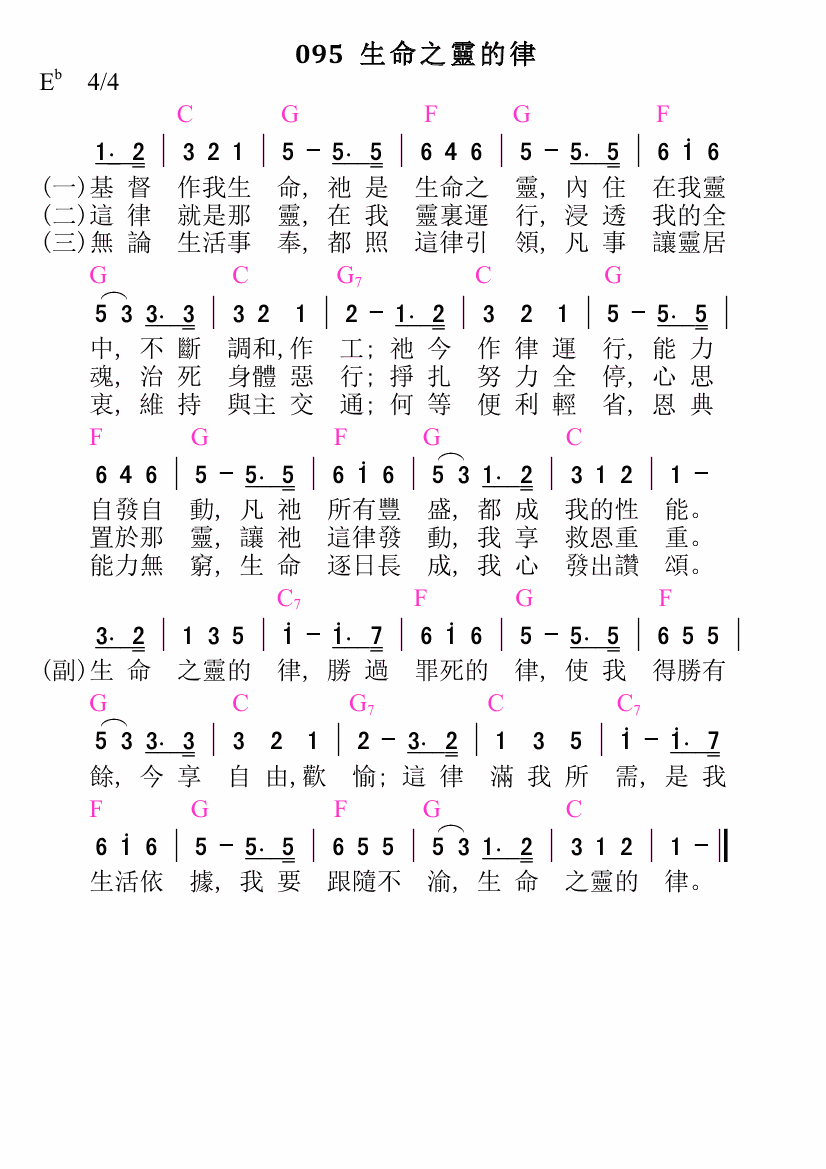 095 生命之靈的律
E♭ 4/4
C G F G F
1· 2 | 3 2 1 | 5 - 5· 5 | 6 4 6 | 5 - 5· 5 | 6 i 6
(一)基 督 作我生 命, 祂 是 生命之 靈, 內 住 在我靈
(二)這 律 就是那 靈, 在 我 靈裏運 行, 浸 透 我的全
(三)無 論 生活事 奉, 都 照 這律引 領, 凡 事 讓靈居
G C G7 C G
5 3 3· 3 | 3 2 1 | 2 - 1· 2 | 3 2 1 | 5 - 5· 5 |
中, 不 斷 調和,作 工; 祂 今 作 律 運 行, 能 力
魂, 治 死 身體 惡 行; 掙 扎 努 力 全 停, 心 思
衷, 維 持 與主 交 通; 何 等 便 利 輕 省, 恩 典
F G F G C
6 4 6 | 5 - 5· 5 | 6 i 6 | 5 3 1· 2 | 3 1 2 | 1 -
自發自 動, 凡 祂 所有豐 盛, 都 成 我的性 能。
置於那 靈, 讓 祂 這律發 動, 我 享 救恩重 重。
能力無 窮, 生 命 逐日長 成, 我 心 發出讚 頌。
C7 F G F
3· 2 | 1 3 5 | i - i· 7 | 6 i 6 | 5 - 5· 5 | 6 5 5 |
(副)生 命 之靈的 律, 勝 過 罪死的 律, 使 我 得勝有
G C G7 C C7
5 3 3· 3 | 3 2 1 | 2 - 3· 2 | 1 3 5 | i - i· 7
餘, 今 享 自 由,歡 愉; 這 律 滿 我 所 需, 是 我
F G F G C
6 i 6 | 5 - 5· 5 | 6 5 5 | 5 3 1· 2 | 3 1 2 | 1 - ‖
生活依 據, 我 要 跟隨不 渝, 生 命 之靈的 律。